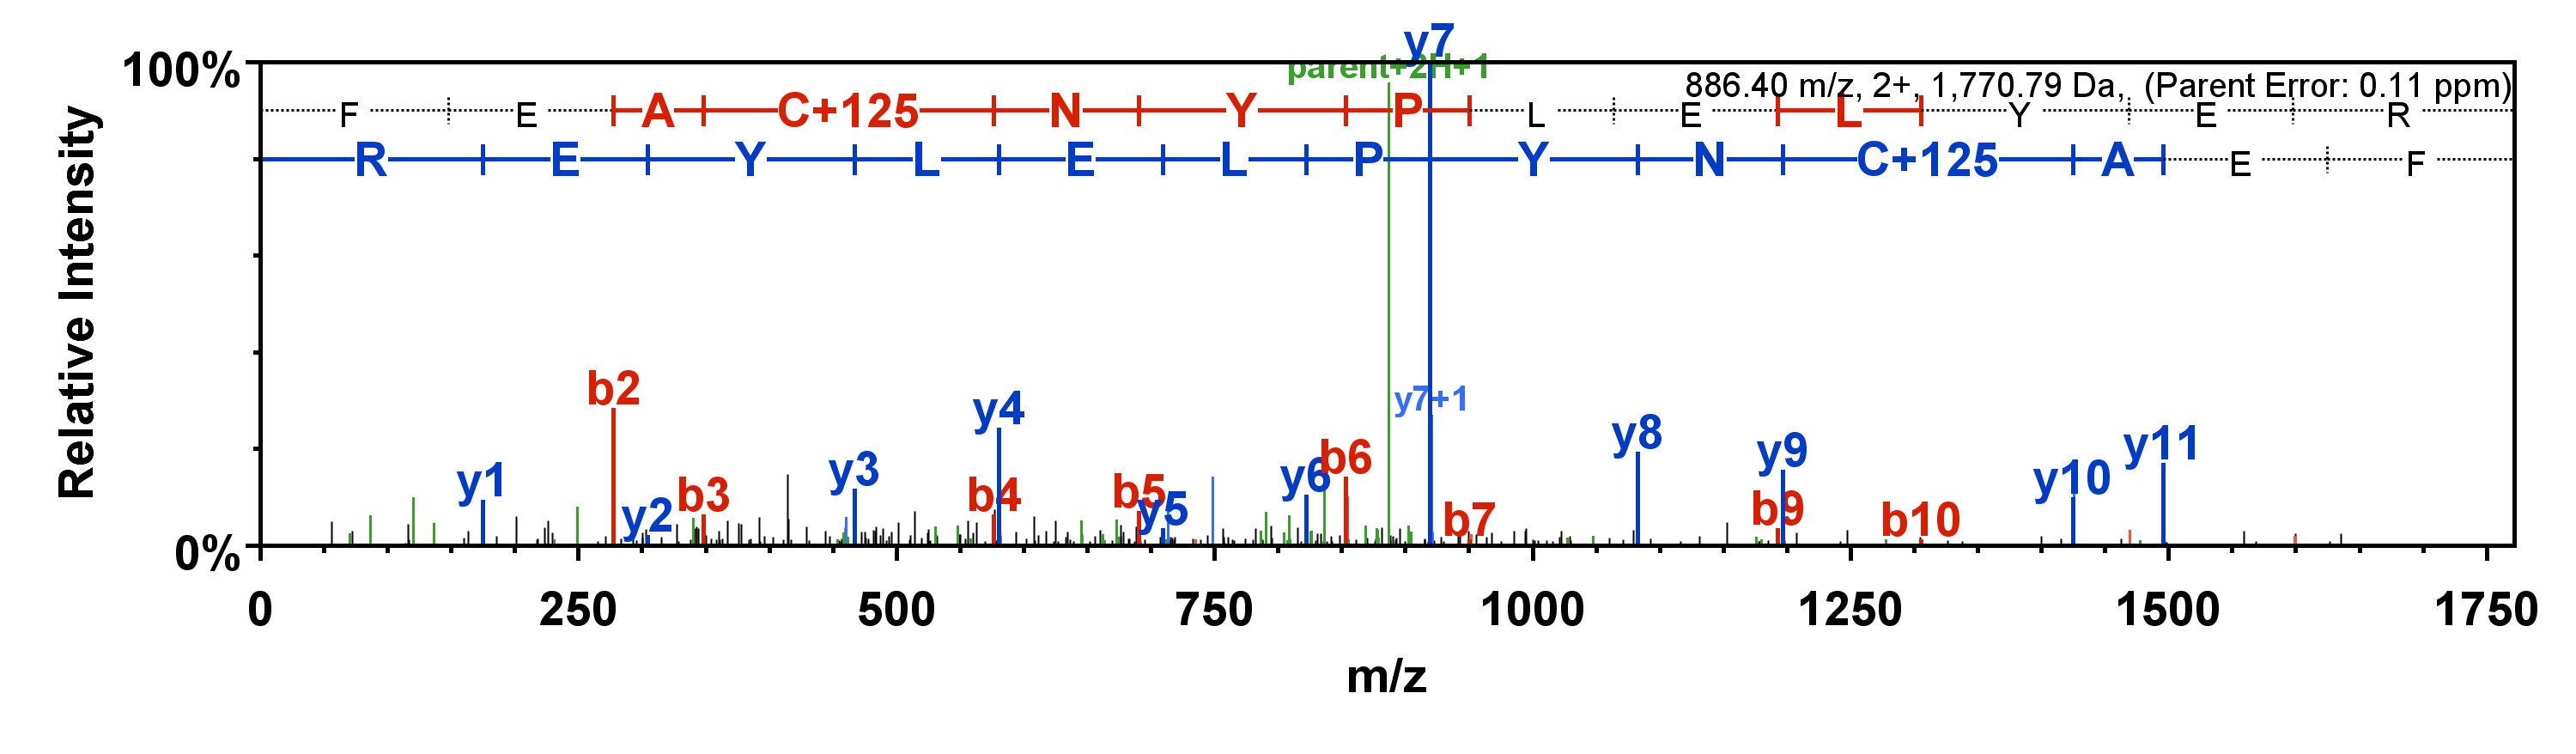 y7
100%
parent+2H+1
886.40 m/z, 2+, 1,770.79 Da, (Parent Error: 0.11 ppm)
F E A C+125 N Y P L E L Y E R
R E Y L E L P Y N C+125 A E F
Relative Intensity
b2
y4
y7+1
y8
y9
y11
y1
b3
y3
b4
b5
y6
b6
y10
y2
y5
b7
b9
b10
0%
0 250 500 750 1000 1250 1500 1750
m/z